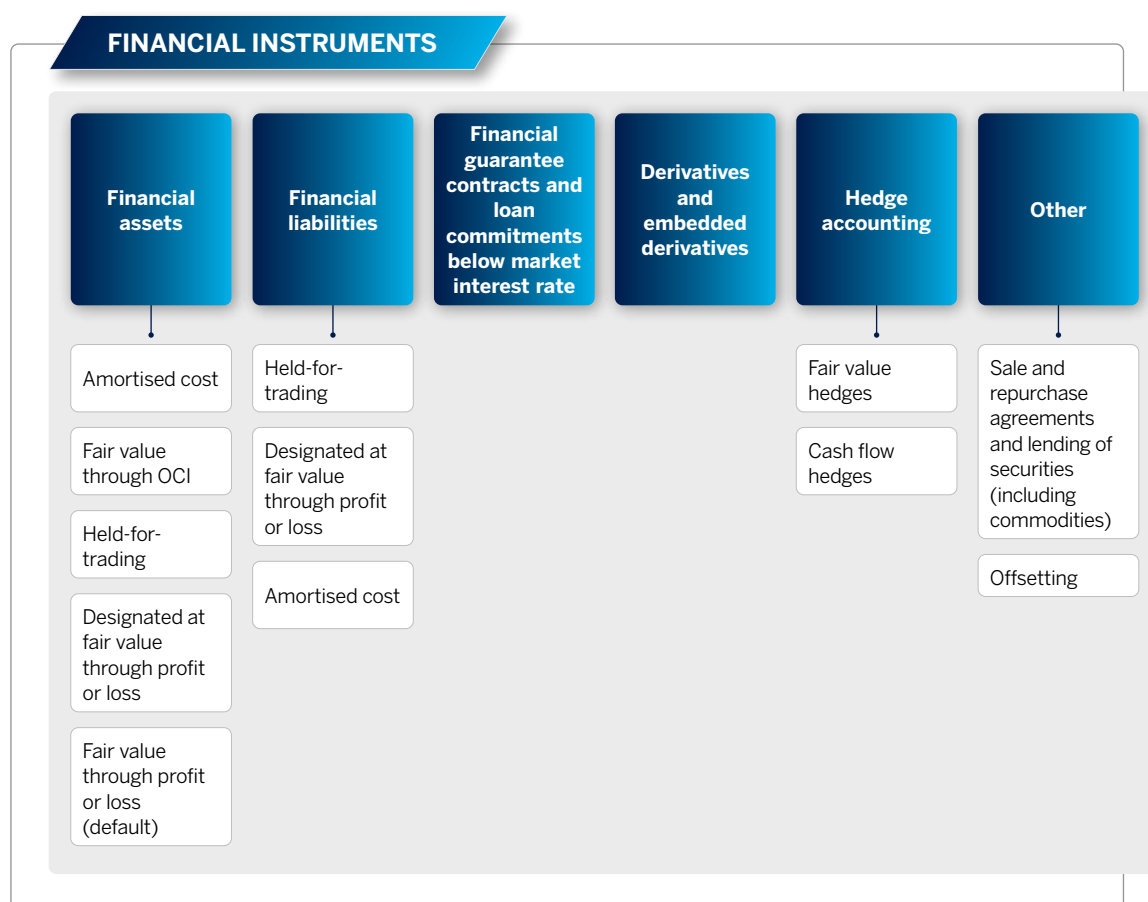 FINANCIAL INSTRUMENTS
Financial
assets
Amortised cost
Fair value
through OCI
Held-for-
trading
Designated at
fair value
through profit
or loss
Fair value
through profit
or loss
(default)
Financial
liabilities
Held-for-
trading
Designated at
fair value
through profit
or loss
Amortised cost
Financial
guarantee
contracts and
loan
commitments
below market
interest rate
Derivatives
and
embedded
derivatives
Hedge
accounting
Fair value
hedges
Cash flow
hedges
Other
Sale and
repurchase
agreements
and lending of
securities
(including
commodities)
Offsetting